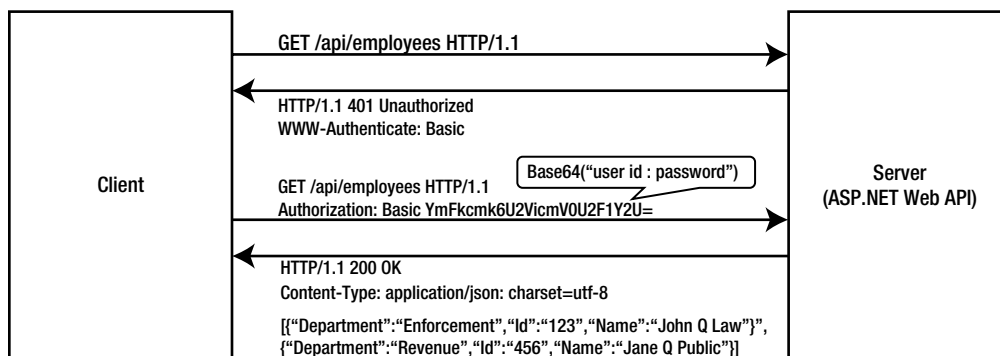 GET /api/employees HTTP/1.1
HTTP/1.1 401 Unauthorized
WWW-Authenticate: Basic
Client
Base64(“user id : password”)
GET /api/employees HTTP/1.1
Authorization: Basic YmFkcmk6U2VicmV0U2F1Y2U=
Server
(ASP.NET Web API)
HTTP/1.1 200 OK
Content-Type: application/json: charset=utf-8
[{“Department”:“Enforcement”,“Id”:“123”,“Name”:“John Q Law”}”,
{“Department”:“Revenue”,“Id”:“456”,“Name”:“Jane Q Public”}]